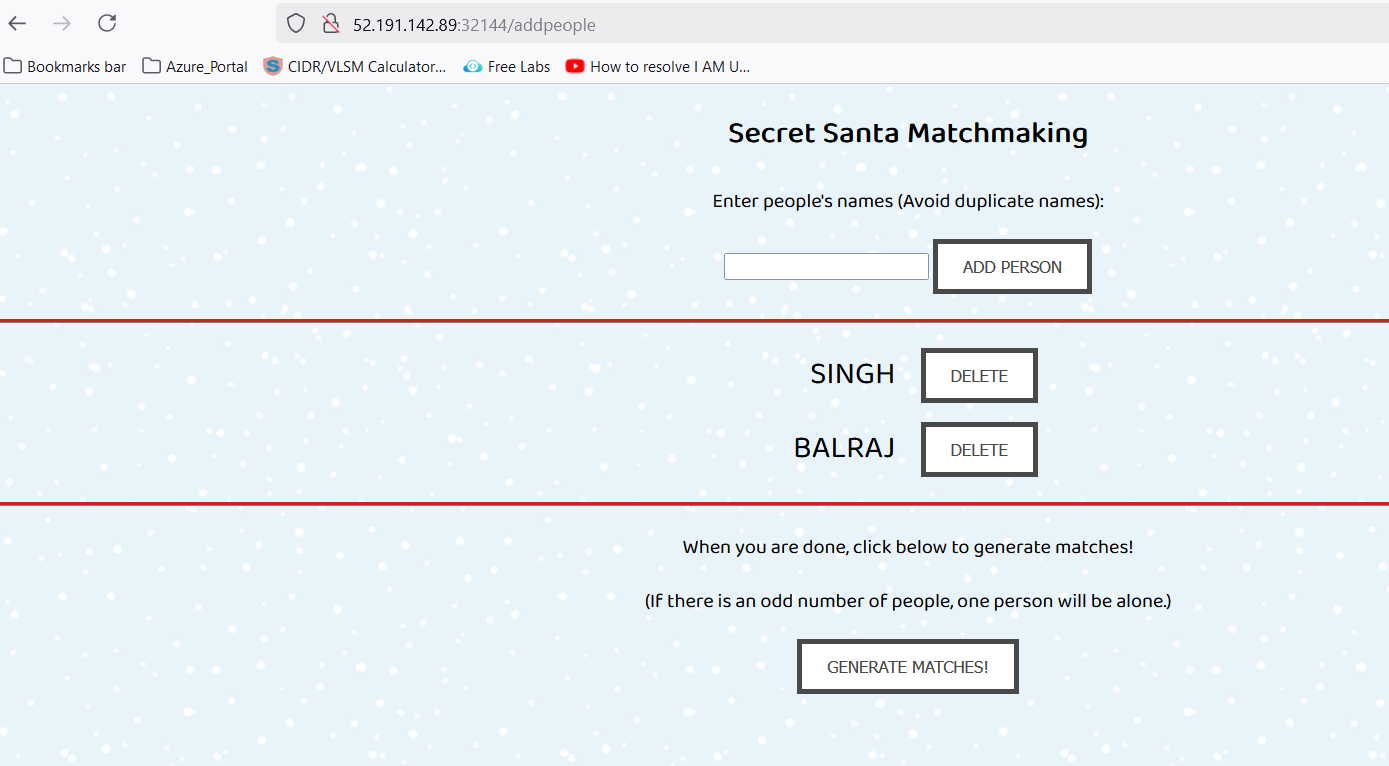 52.191.142.89:32144/addpeople
Bookmarks bar Azure_Portal CIDR/VLSM Calculator... Free Labs How to resolve I AM U...
Secret Santa Matchmaking
Enter people's names (Avoid duplicate names):
ADD PERSON
SINGH DELETE
BALRAJ DELETE
When you are done, click below to generate matches!
(If there is an odd number of people, one person will be alone.)
GENERATE MATCHES!